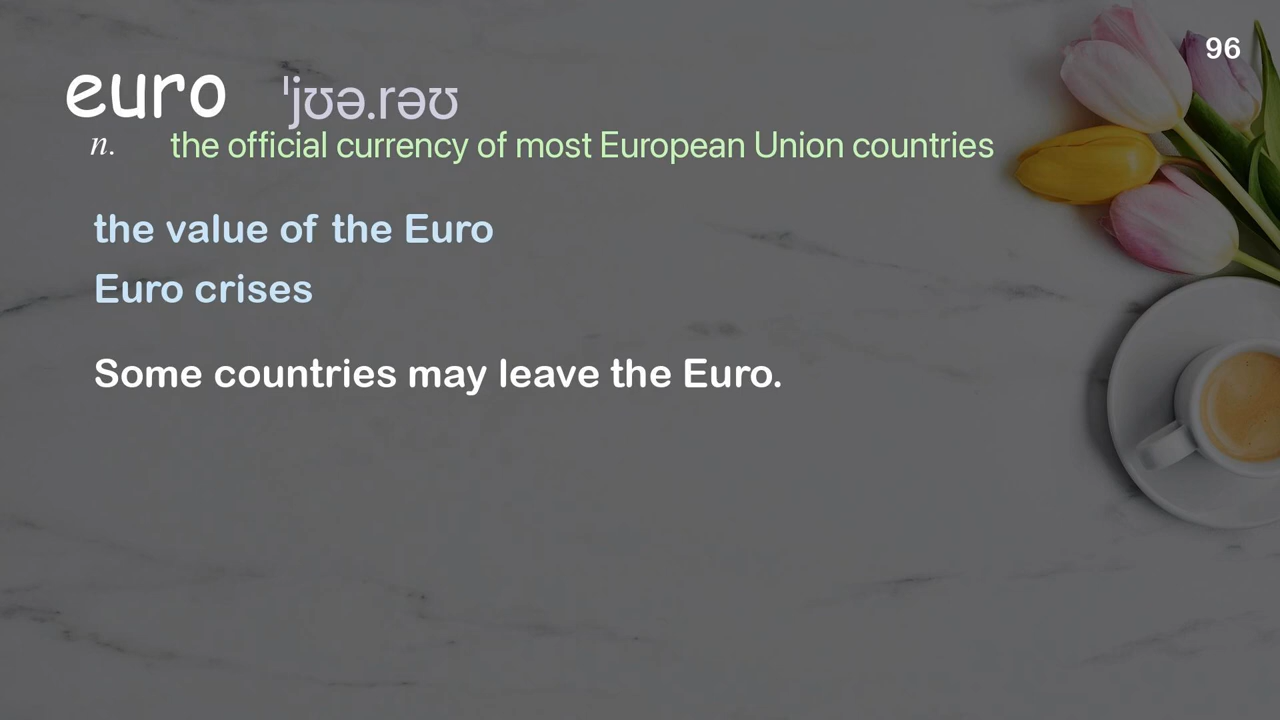 96
euro ˈjʊə.rəʊ
n. the official currency of most European Union countries
the value of the Euro
Euro crises
Some countries may leave the Euro.